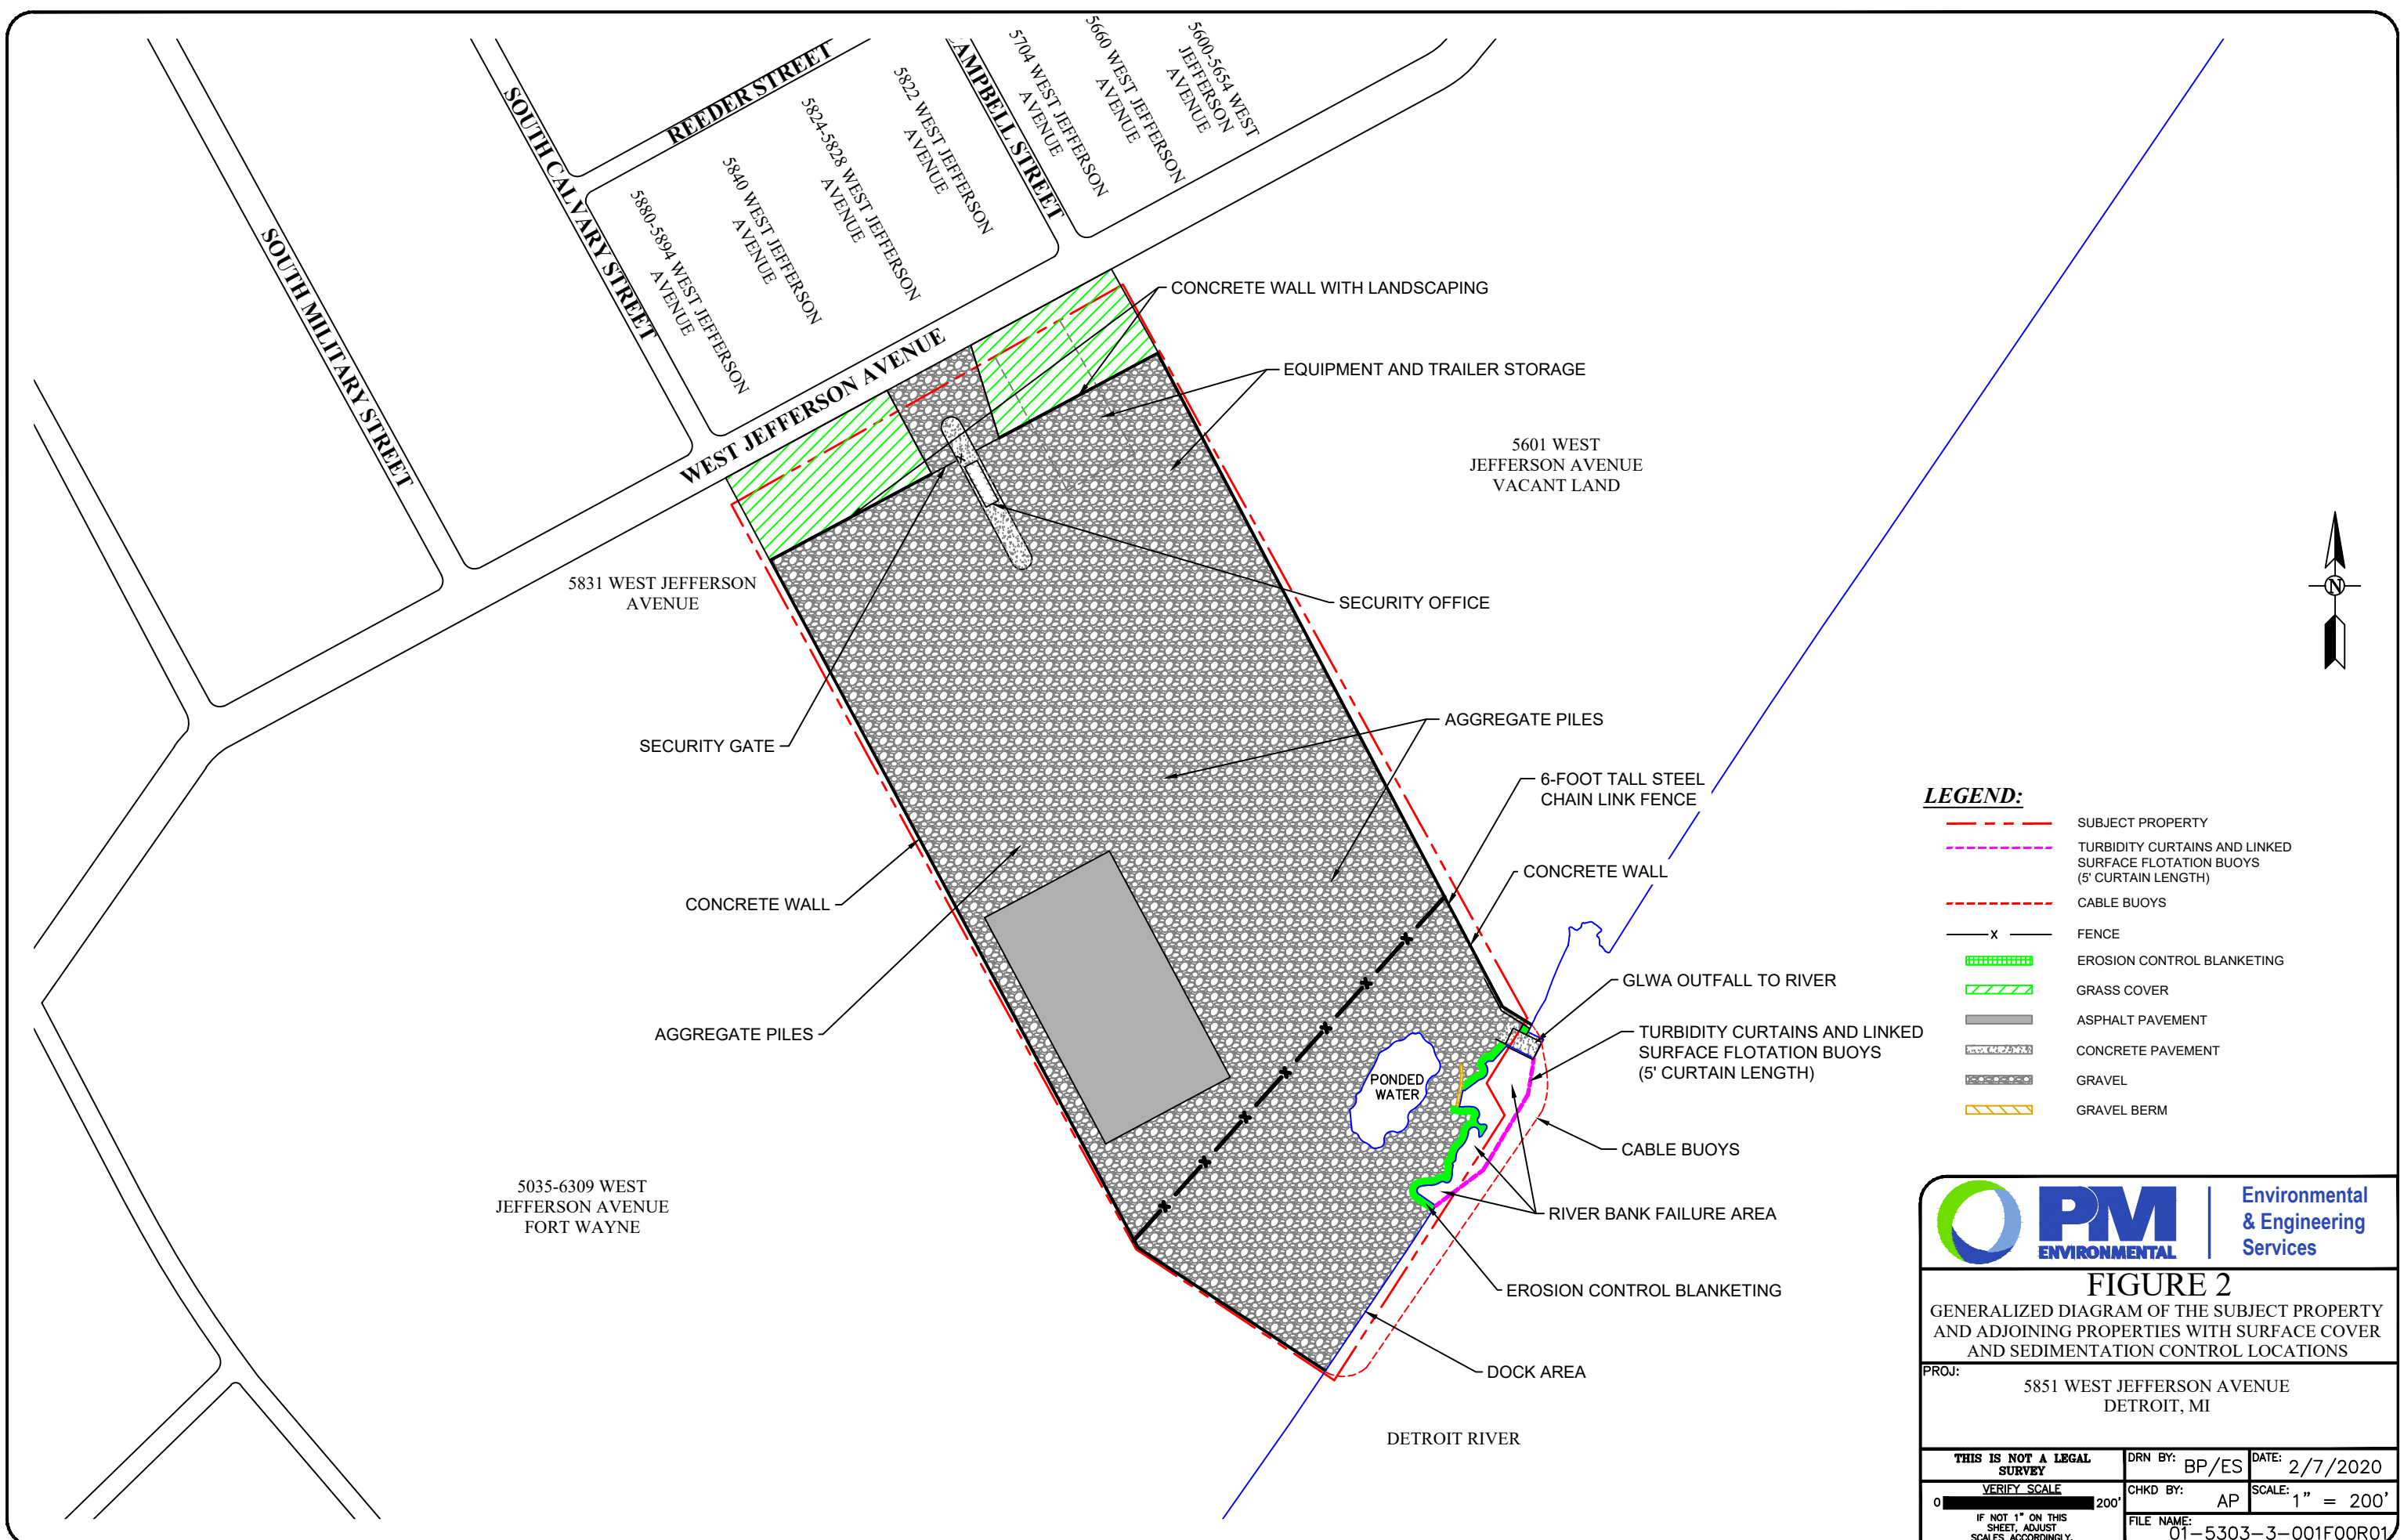 REEDER STREET
SOUTH CALVARY STREET
SOUTH MILITARY STREET
AMPBELL STREET
5704 WEST JEFFERSON
AVENUE
5660 WEST JEFFERSON
AVENUE
5600-5654 WEST
JEFFERSON
AVENUE
5822 WEST JEFFERSON
AVENUE
5824-5828 WEST JEFFERSON
AVENUE
5840 WEST JEFFERSON
AVENUE
5880-5894 WEST JEFFERSON
AVENUE
WEST JEFFERSON AVENUE
CONCRETE WALL WITH LANDSCAPING
EQUIPMENT AND TRAILER STORAGE
5601 WEST
JEFFERSON AVENUE
VACANT LAND
5831 WEST JEFFERSON
AVENUE
SECURITY OFFICE
SECURITY GATE
AGGREGATE PILES
6-FOOT TALL STEEL
CHAIN LINK FENCE
CONCRETE WALL
CONCRETE WALL
GLWA OUTFALL TO RIVER
AGGREGATE PILES
TURBIDITY CURTAINS AND LINKED
SURFACE FLOTATION BUOYS
(5' CURTAIN LENGTH)
PONDED
WATER
CABLE BUOYS
RIVER BANK FAILURE AREA
5035-6309 WEST
JEFFERSON AVENUE
FORT WAYNE
EROSION CONTROL BLANKETING
DOCK AREA
DETROIT RIVER
N
LEGEND:
SUBJECT PROPERTY
TURBIDITY CURTAINS AND LINKED
SURFACE FLOTATION BUOYS
(5' CURTAIN LENGTH)
CABLE BUOYS
x
FENCE
EROSION CONTROL BLANKETING
GRASS COVER
ASPHALT PAVEMENT
CONCRETE PAVEMENT
GRAVEL
GRAVEL BERM
PM
ENVIRONMENTAL
Environmental
& Engineering
Services
FIGURE 2
GENERALIZED DIAGRAM OF THE SUBJECT PROPERTY
AND ADJOINING PROPERTIES WITH SURFACE COVER
AND SEDIMENTATION CONTROL LOCATIONS
PROJ:
5851 WEST JEFFERSON AVENUE
DETROIT, MI
THIS IS NOT A LEGAL
SURVEY
DRN BY: BP/ES
DATE: 2/7/2020
VERIFY SCALE
0 200'
IF NOT 1" ON THIS
SHEET, ADJUST
SCALES ACCORDINGLY.
CHKD BY: AP
SCALE: 1" = 200'
FILE NAME:
01-5303-3-001F00R01